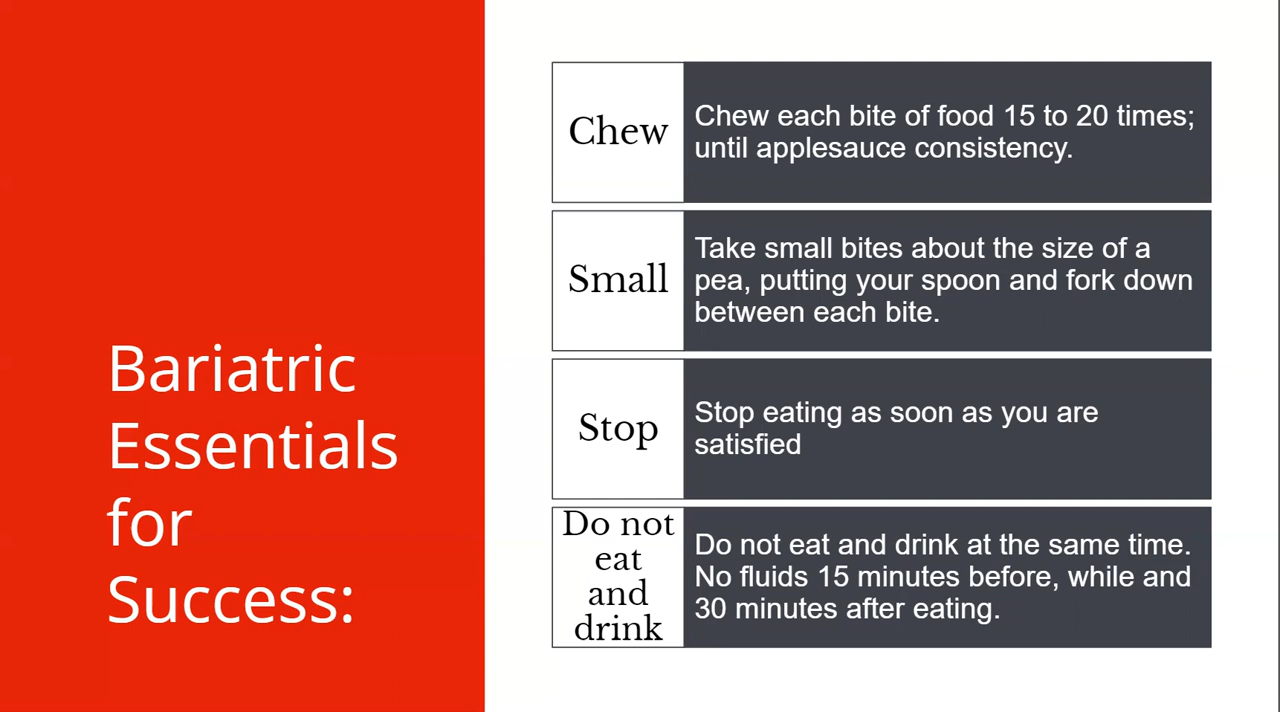 Bariatric
Essentials
for
Success:
Chew
Chew each bite of food 15 to 20 times;
until applesauce consistency.
Small
Take small bites about the size of a
pea, putting your spoon and fork down
between each bite.
Stop
Stop eating as soon as you are
satisfied
Do not
eat
and
drink
Do not eat and drink at the same time.
No fluids 15 minutes before, while and
30 minutes after eating.